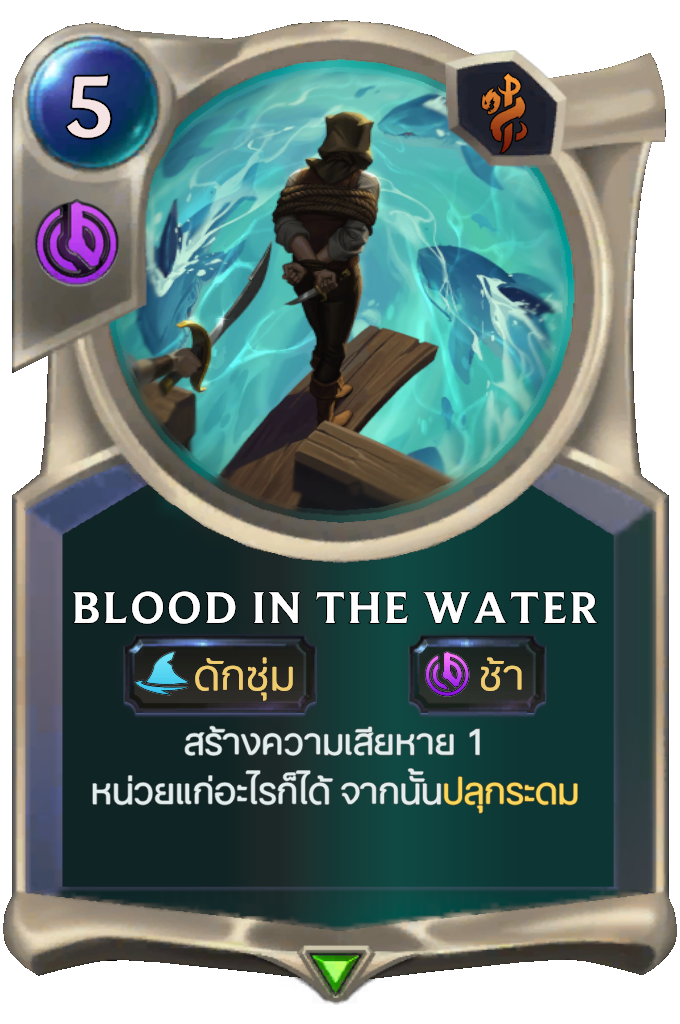 5
BLOOD IN THE WATER
ดักซุ่ม ช้า
สร้างความเสียหาย 1
หน่วยแก่อะไรก็ได้ จากนั้นปลุกระดม